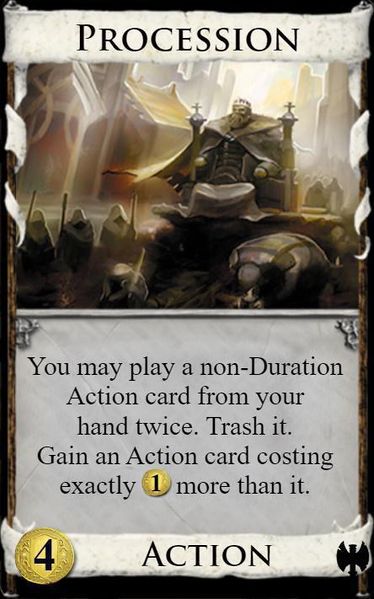 PROCESSION
You may play a non-Duration
Action card from your
hand twice. Trash it.
Gain an Action card costing
exactly 1 more than it.
4 ACTION